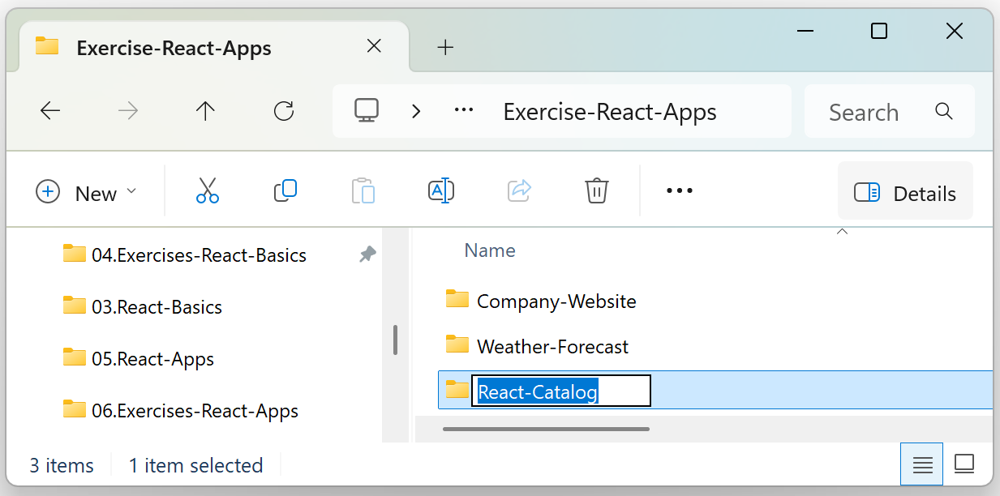 Exercise-React-Apps
Exercise-React-Apps
Search
New
Details
04.Exercises-React-Basics
03.React-Basics
05.React-Apps
06.Exercises-React-Apps
Name
Company-Website
Weather-Forecast
React-Catalog
3 items
1 item selected